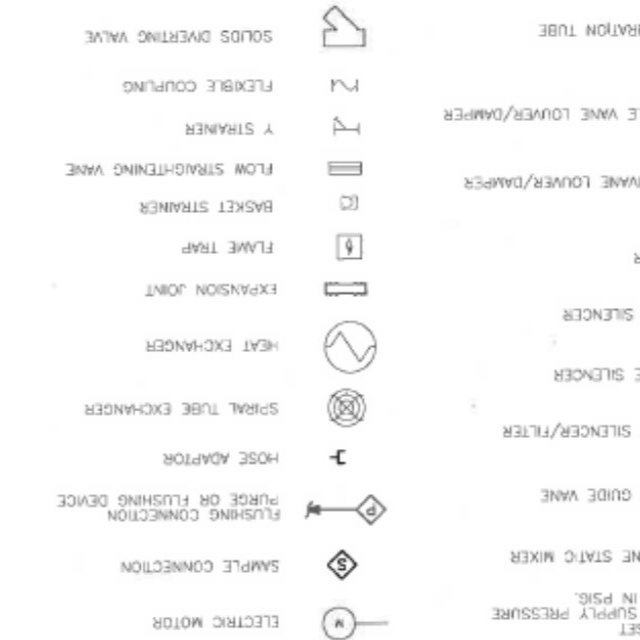 SUPPLY PRESSURE
IN PSIG.
STATIC MIXER
GUIDE VANE
SILENCER/FILTER
SILENCER
SILENCER
LOUVER/DAMPER
VANE LOUVER/DAMPER
TUBE
M
ELECTRIC MOTOR
S
SAMPLE CONNECTION
P
FLUSHING CONNECTION
PURGE OR FLUSHING DEVICE
HOSE ADAPTOR
SPIRAL TUBE EXCHANGER
HEAT EXCHANGER
EXPANSION JOINT
FLAME TRAP
BASKET STRAINER
FLOW STRAIGHTENING VANE
Y STRAINER
FLEXIBLE COUPLING
SOLIDS DIVERTING VALVE